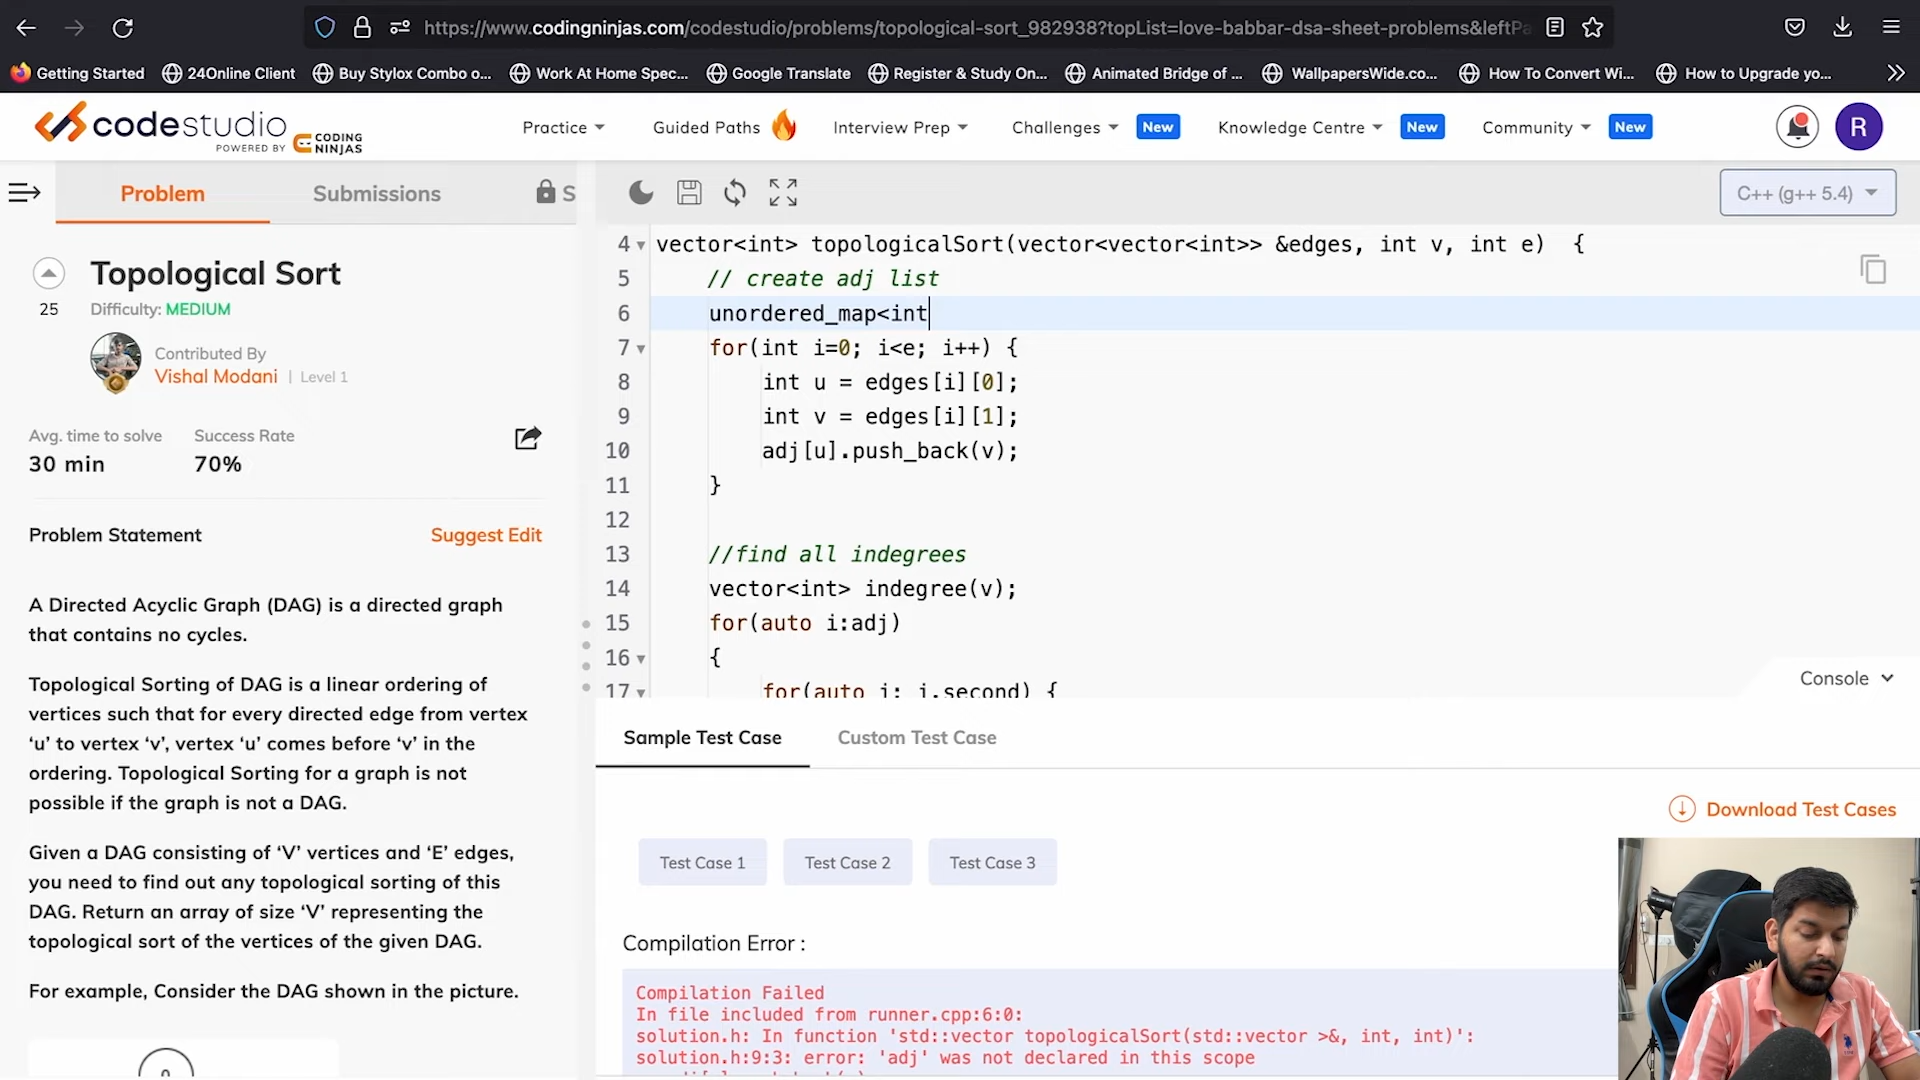 https://www.codingninjas.com/codestudio/problems/topological-sort_982938?topList=love-babbar-dsa-sheet-problems&leftPa
Getting Started
24Online Client
Buy Stylox Combo o...
Work At Home Spec...
Google Translate
Register & Study On...
Animated Bridge of ...
WallpapersWide.co...
How To Convert Wi...
How to Upgrade yo...
codestudio
POWERED BY CODING NINJAS
Practice
Guided Paths
Interview Prep
Challenges
New
Knowledge Centre
New
Community
New
R
Problem
Submissions
S
C++ (g++ 5.4)
Topological Sort
25
Difficulty: MEDIUM
Contributed By
Vishal Modani | Level 1
Avg. time to solve
30 min
Success Rate
70%
Problem Statement
Suggest Edit
A Directed Acyclic Graph (DAG) is a directed graph
that contains no cycles.
Topological Sorting of DAG is a linear ordering of
vertices such that for every directed edge from vertex
‘u’ to vertex ‘v’, vertex ‘u’ comes before ‘v’ in the
ordering. Topological Sorting for a graph is not
possible if the graph is not a DAG.
Given a DAG consisting of ‘V’ vertices and ‘E’ edges,
you need to find out any topological sorting of this
DAG. Return an array of size ‘V’ representing the
topological sort of the vertices of the given DAG.
For example, Consider the DAG shown in the picture.
4 vector<int> topologicalSort(vector<vector<int>> &edges, int v, int e)  {
5 // create adj list
6 unordered_map<int
7 for(int i=0; i<e; i++) {
8 int u = edges[i][0];
9 int v = edges[i][1];
10 adj[u].push_back(v);
11 }
12
13 //find all indegrees
14 vector<int> indegree(v);
15 for(auto i:adj)
16 {
17 for(auto j: i.second) {
Console
Sample Test Case
Custom Test Case
Download Test Cases
Test Case 1
Test Case 2
Test Case 3
Compilation Error :
Compilation Failed
In file included from runner.cpp:6:0:
solution.h: In function 'std::vector topologicalSort(std::vector >&, int, int)':
solution.h:9:3: error: 'adj' was not declared in this scope